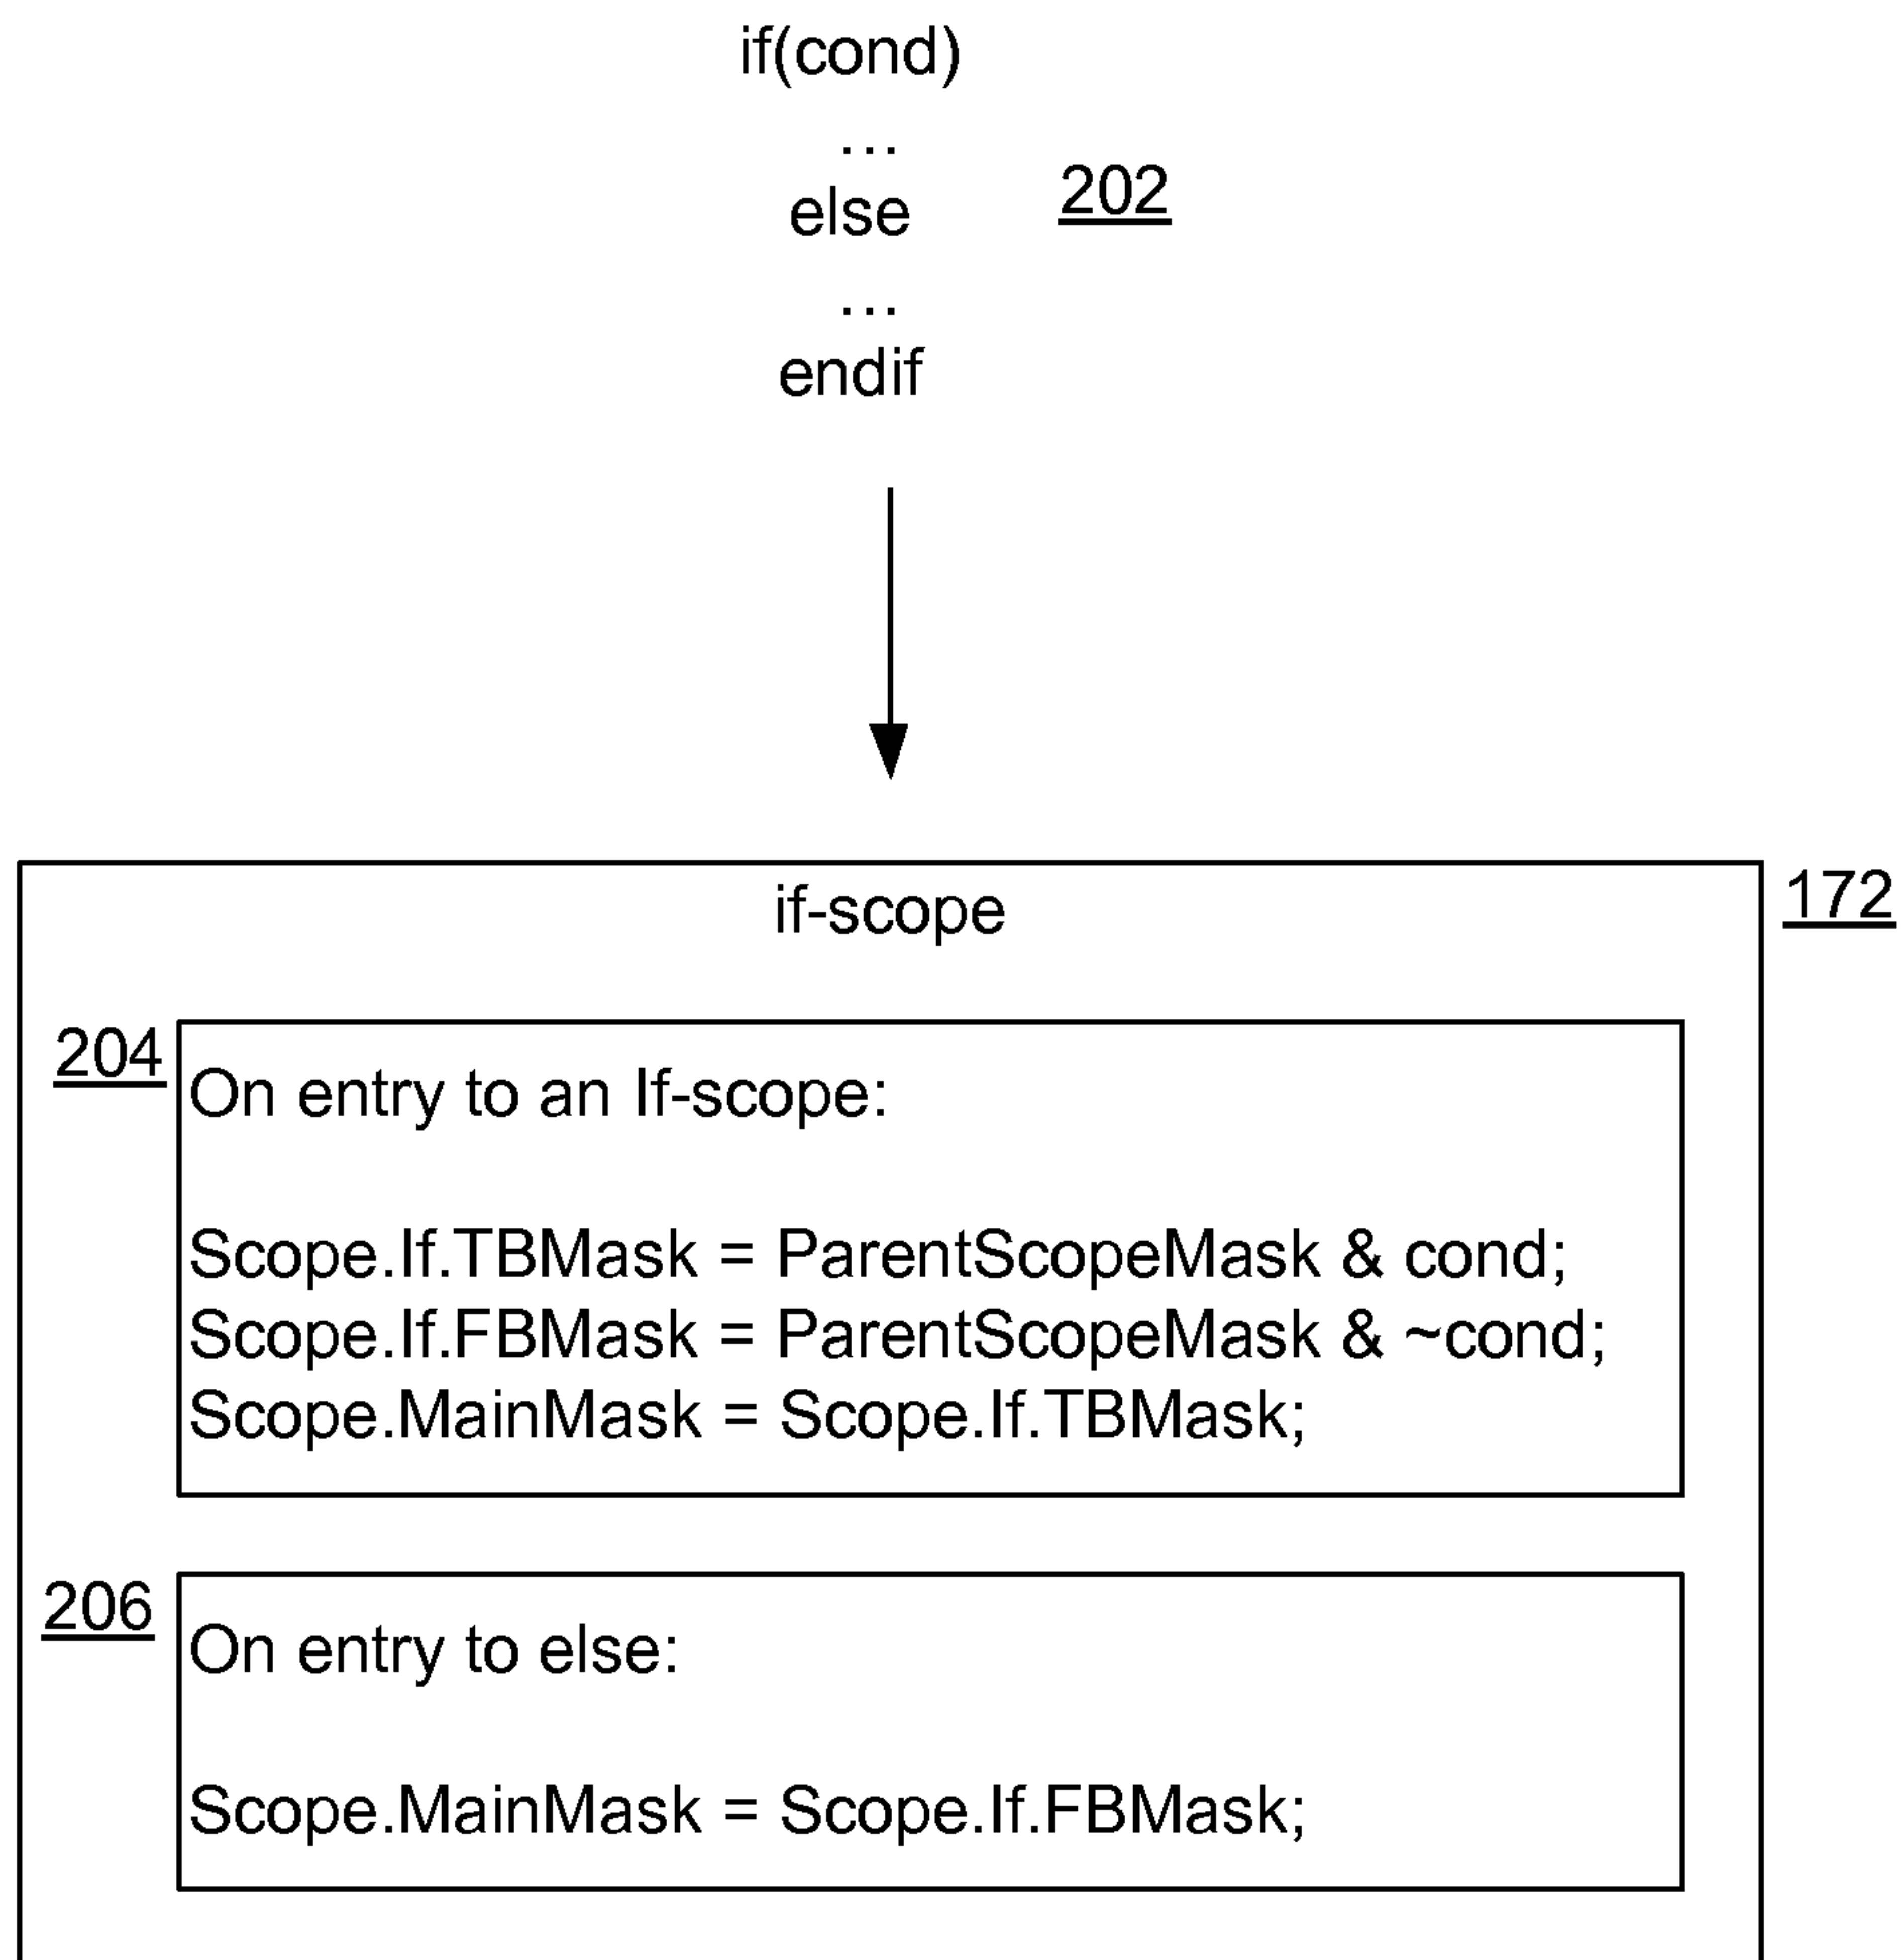 if(cond)
...
else 202
...
endif
if-scope 172
204
On entry to an If-scope:
Scope.If.TBMask = ParentScopeMask & cond;
Scope.If.FBMask = ParentScopeMask & ~cond;
Scope.MainMask = Scope.If.TBMask;
206
On entry to else:
Scope.MainMask = Scope.If.FBMask;